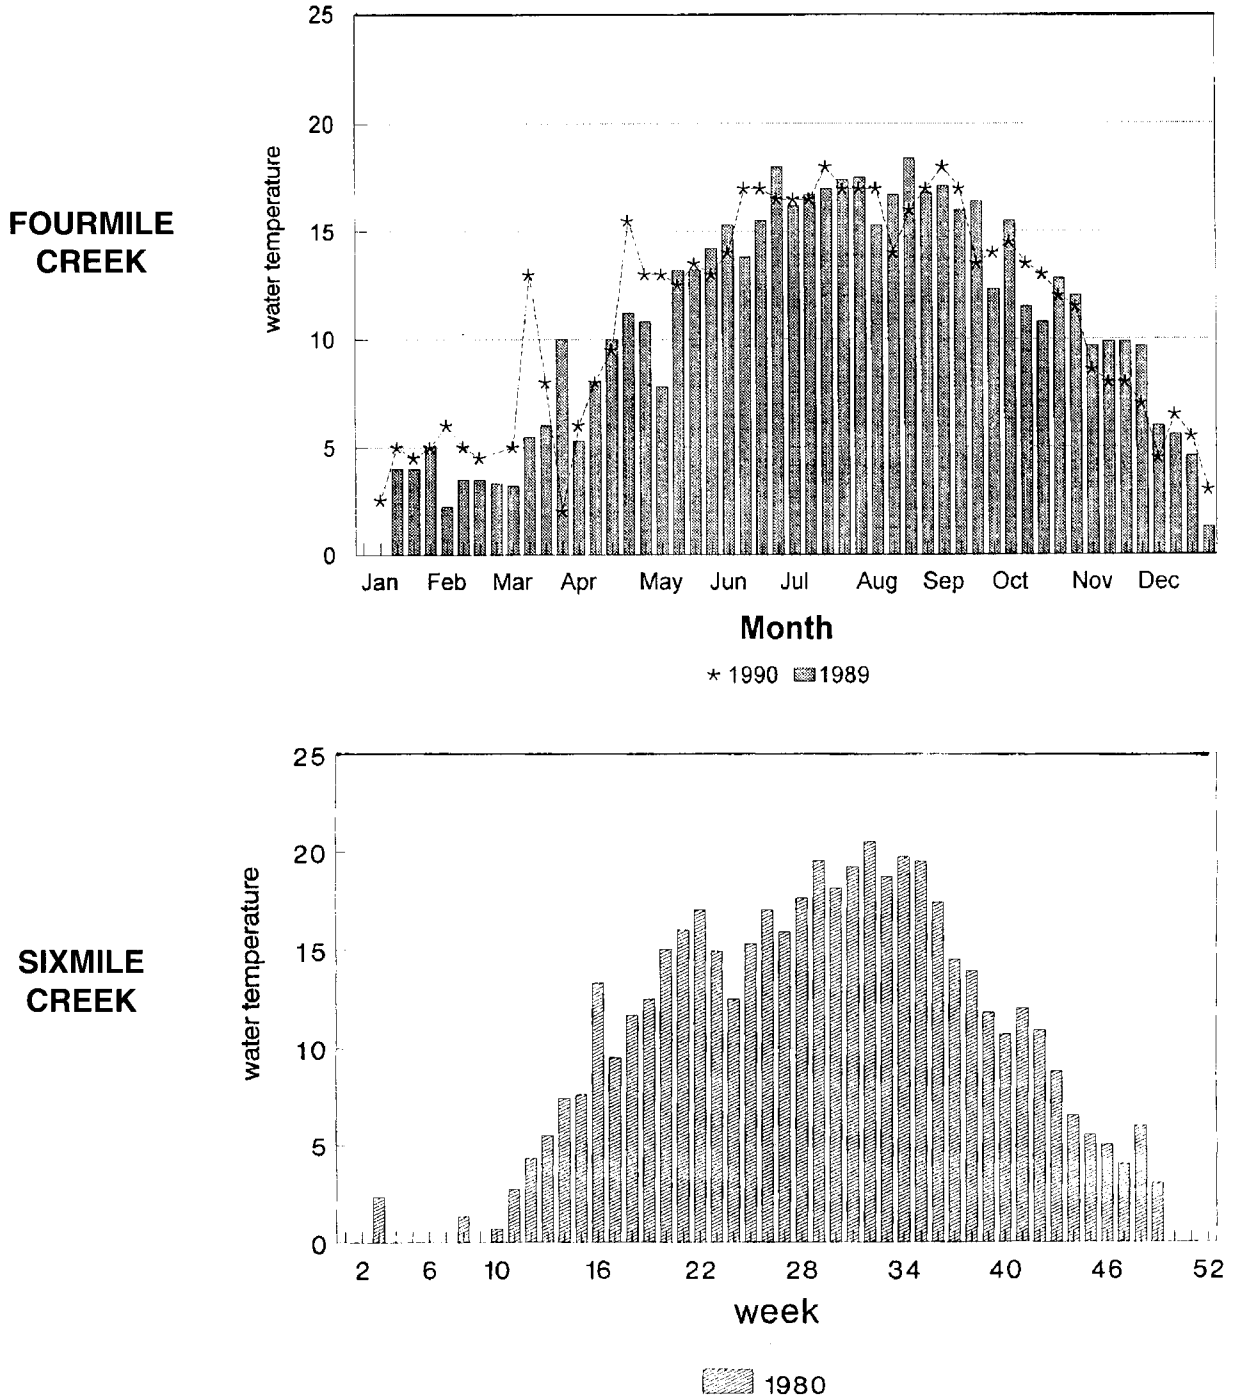 25
20
15
10
5
0
water temperature
FOURMILE
CREEK
Jan Feb Mar Apr May Jun Jul Aug Sep Oct Nov Dec
Month
1990 1989
25
20
15
10
5
0
water temperature
SIXMILE
CREEK
2 6 10 16 22 28 34 40 46 52
week
1980